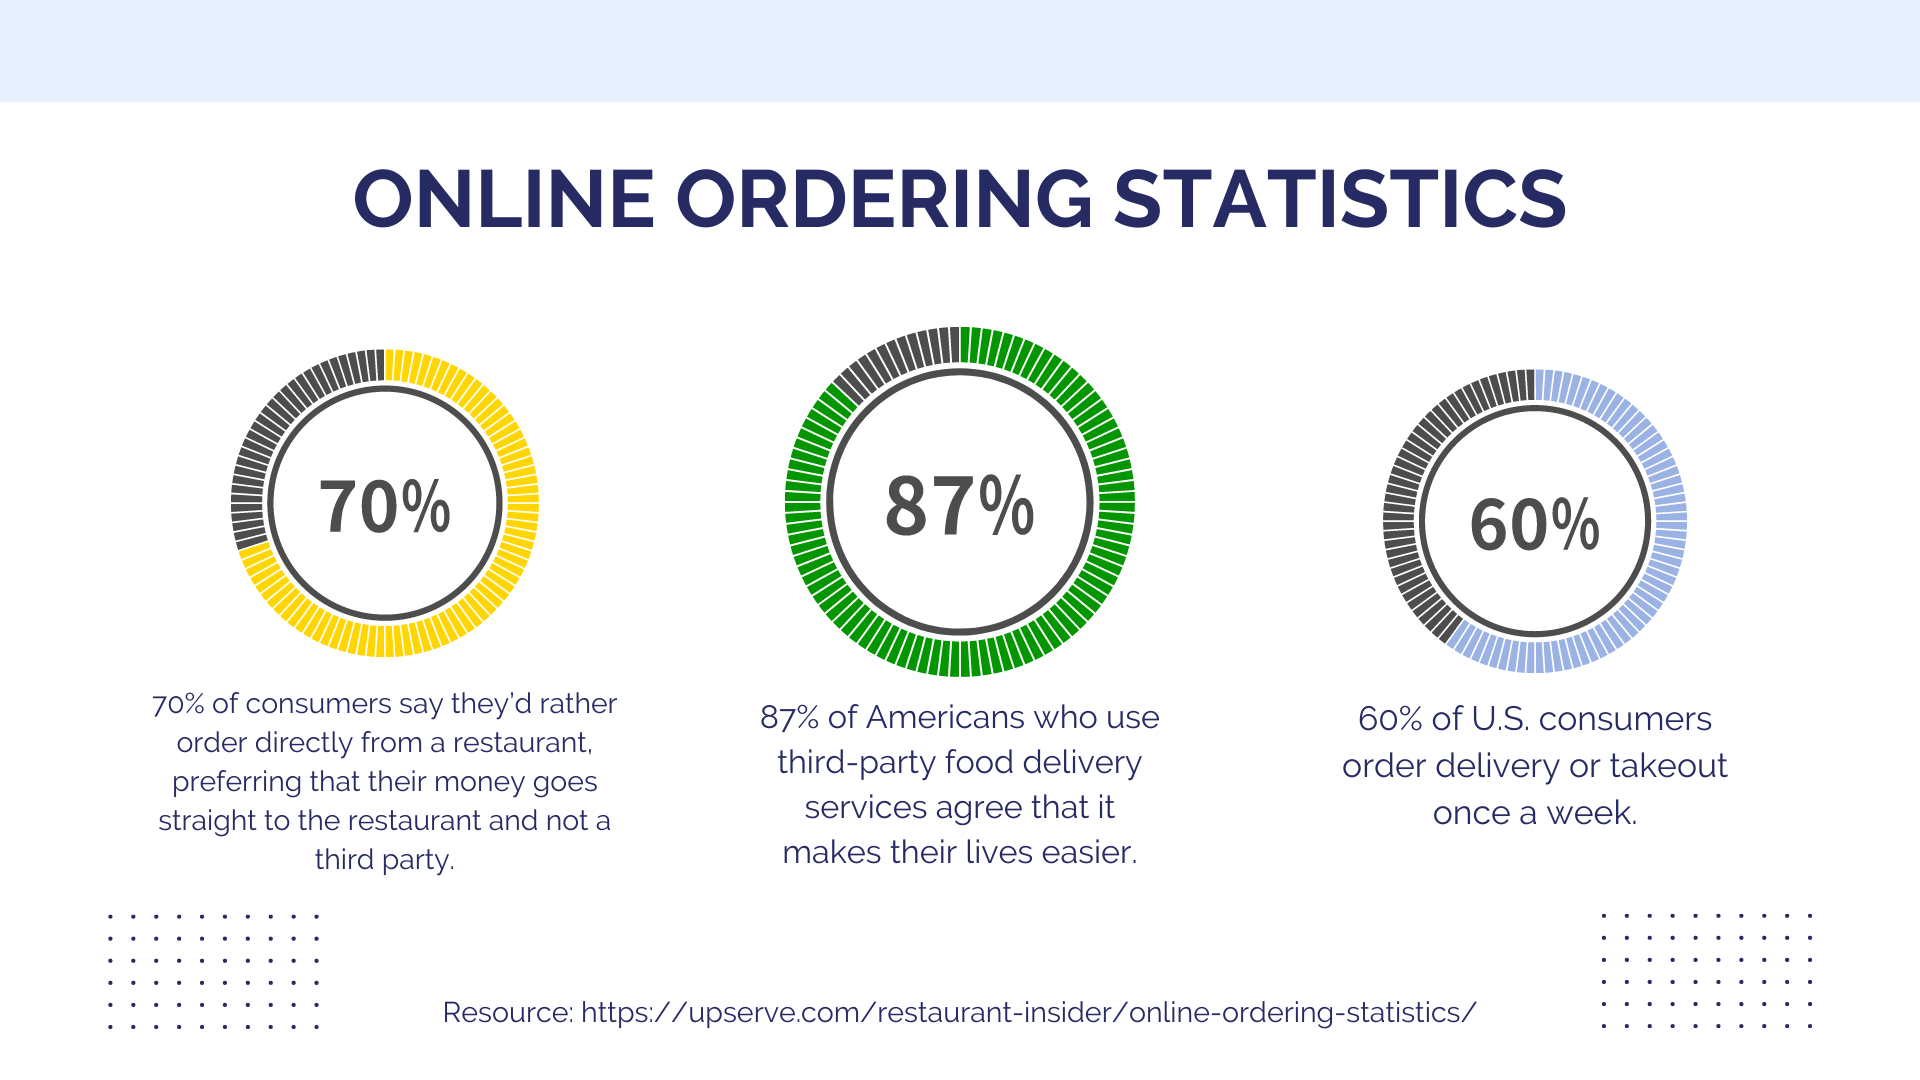 ONLINE ORDERING STATISTICS
70%
87%
60%
70% of consumers say they’d rather
order directly from a restaurant,
preferring that their money goes
straight to the restaurant and not a
third party.
87% of Americans who use
third-party food delivery
services agree that it
makes their lives easier.
60% of U.S. consumers
order delivery or takeout
once a week.
Resource: https://upserve.com/restaurant-insider/online-ordering-statistics/